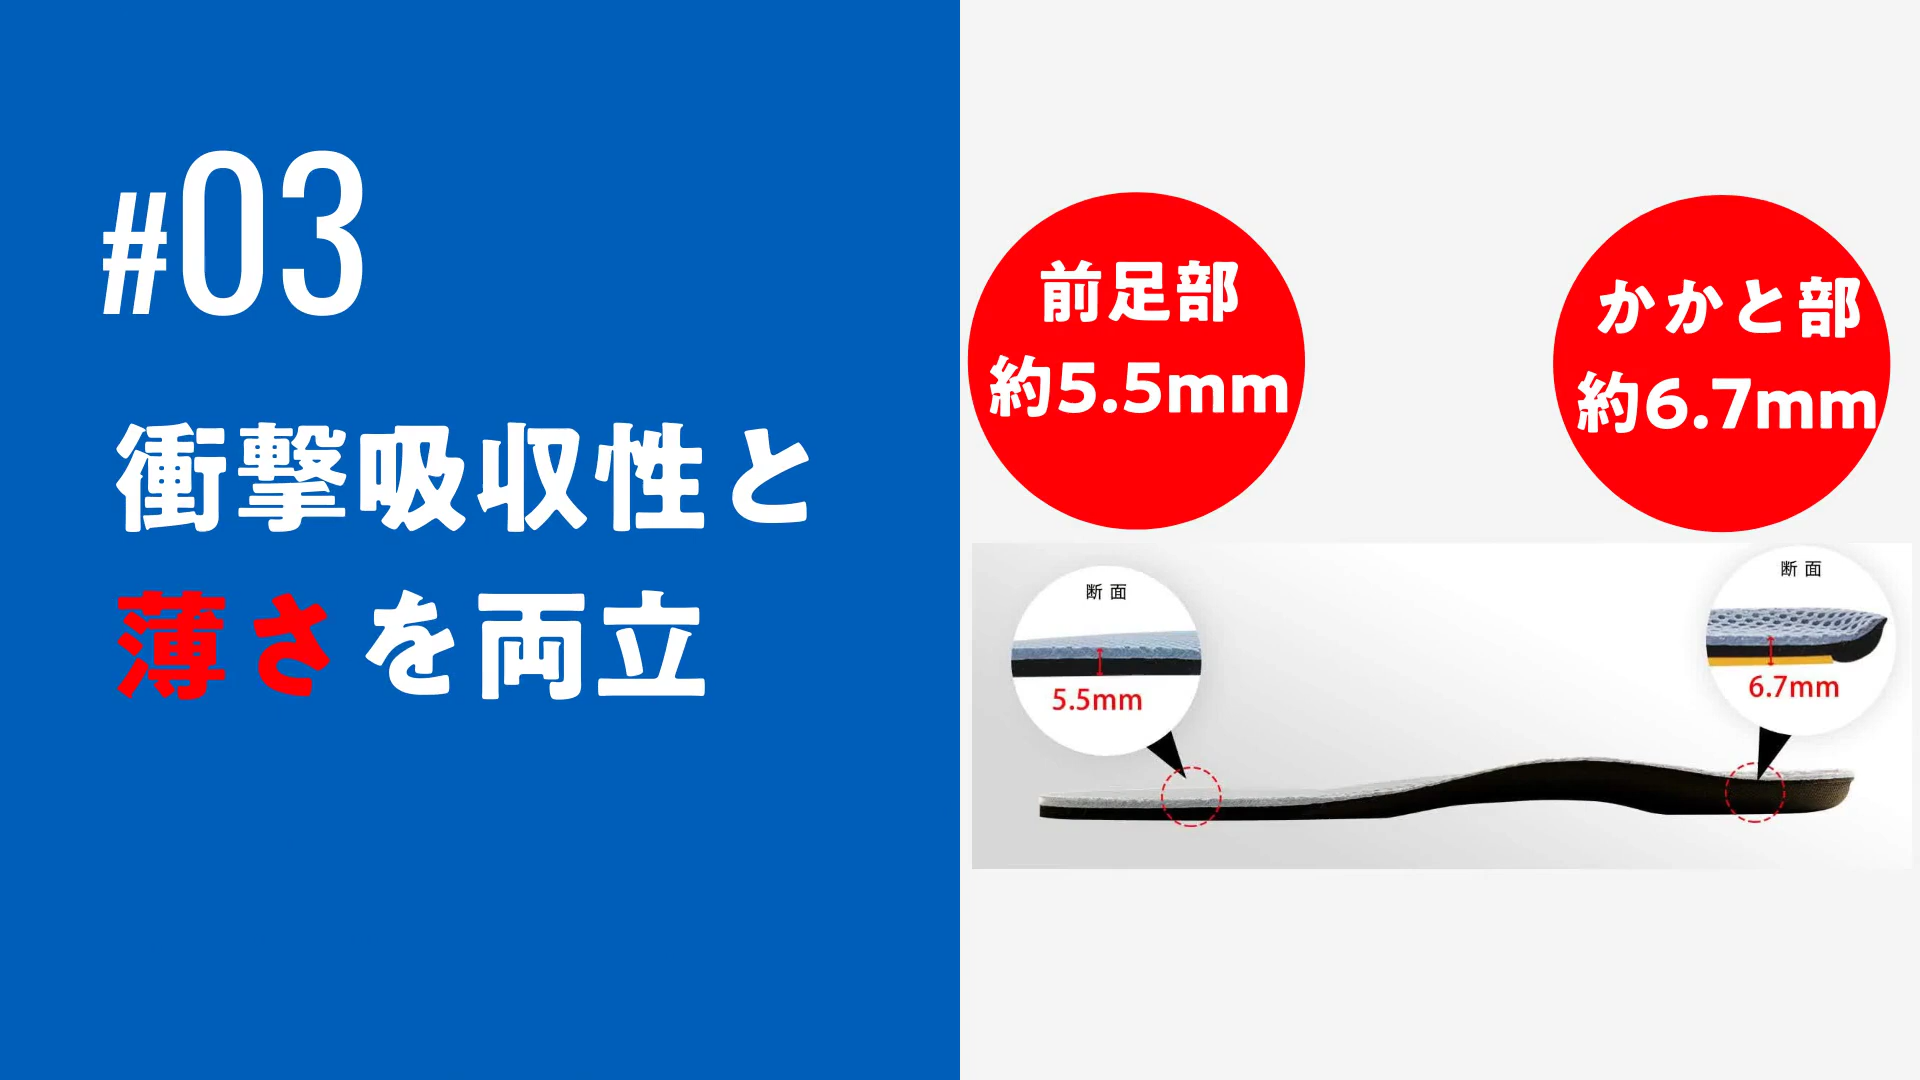 #03
衝撃吸収性と
薄さを両立
前足部
約5.5mm
かかと部
約6.7mm
断面
5.5mm
断面
6.7mm